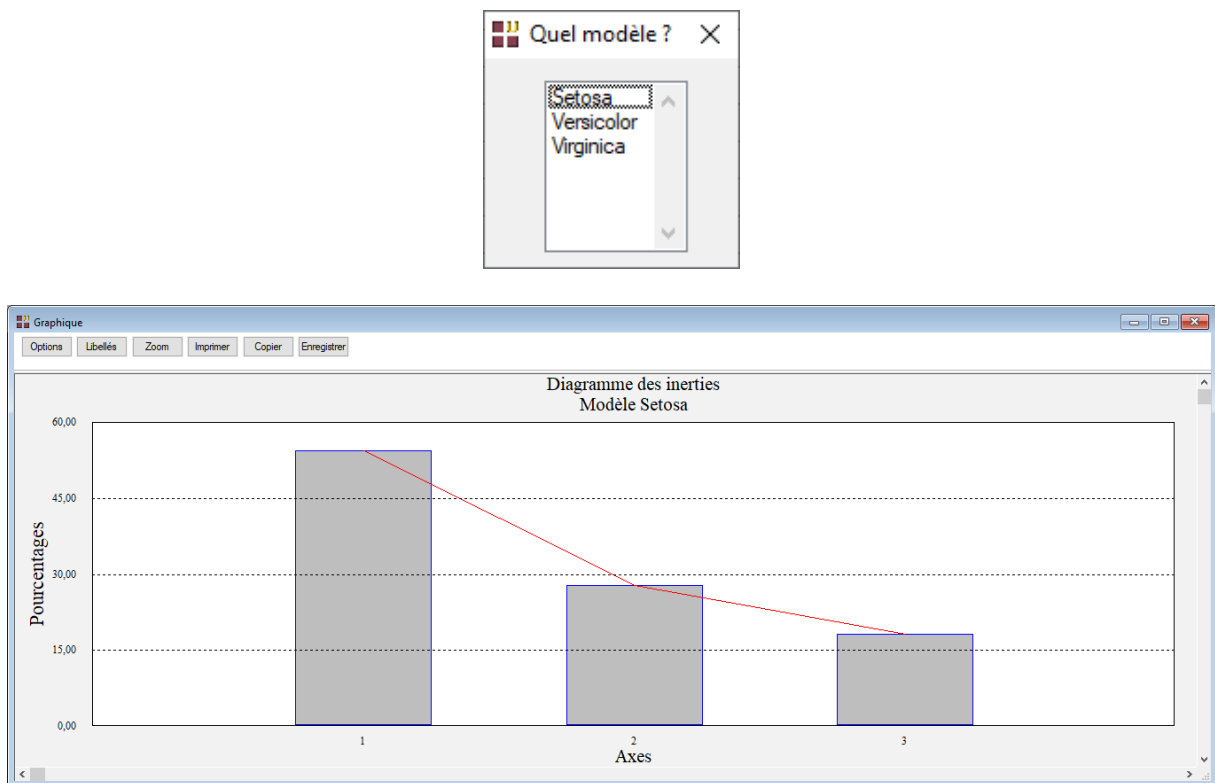 Quel modèle ?
Setosa
Versicolor
Virginica
Graphique
Options Libellés Zoom Imprimer Copier Enregistrer
Diagramme des inerties
Modèle Setosa
60,00
45,00
30,00
15,00
0,00
Pourcentages
1 2 3
Axes